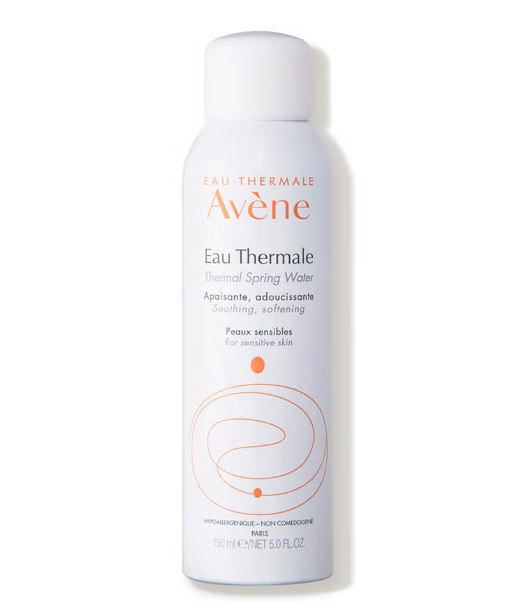 EAU THERMALE
Avène
Eau Thermale
Thermal Spring Water
Apaisante, adoucissante
Soothing, softening
Peaux sensibles
For sensitive skin
HYPOALLERGENIQUE – NON COMEDOGENE
PARIS
150 ml ℮/NET 5.0 FL.OZ.